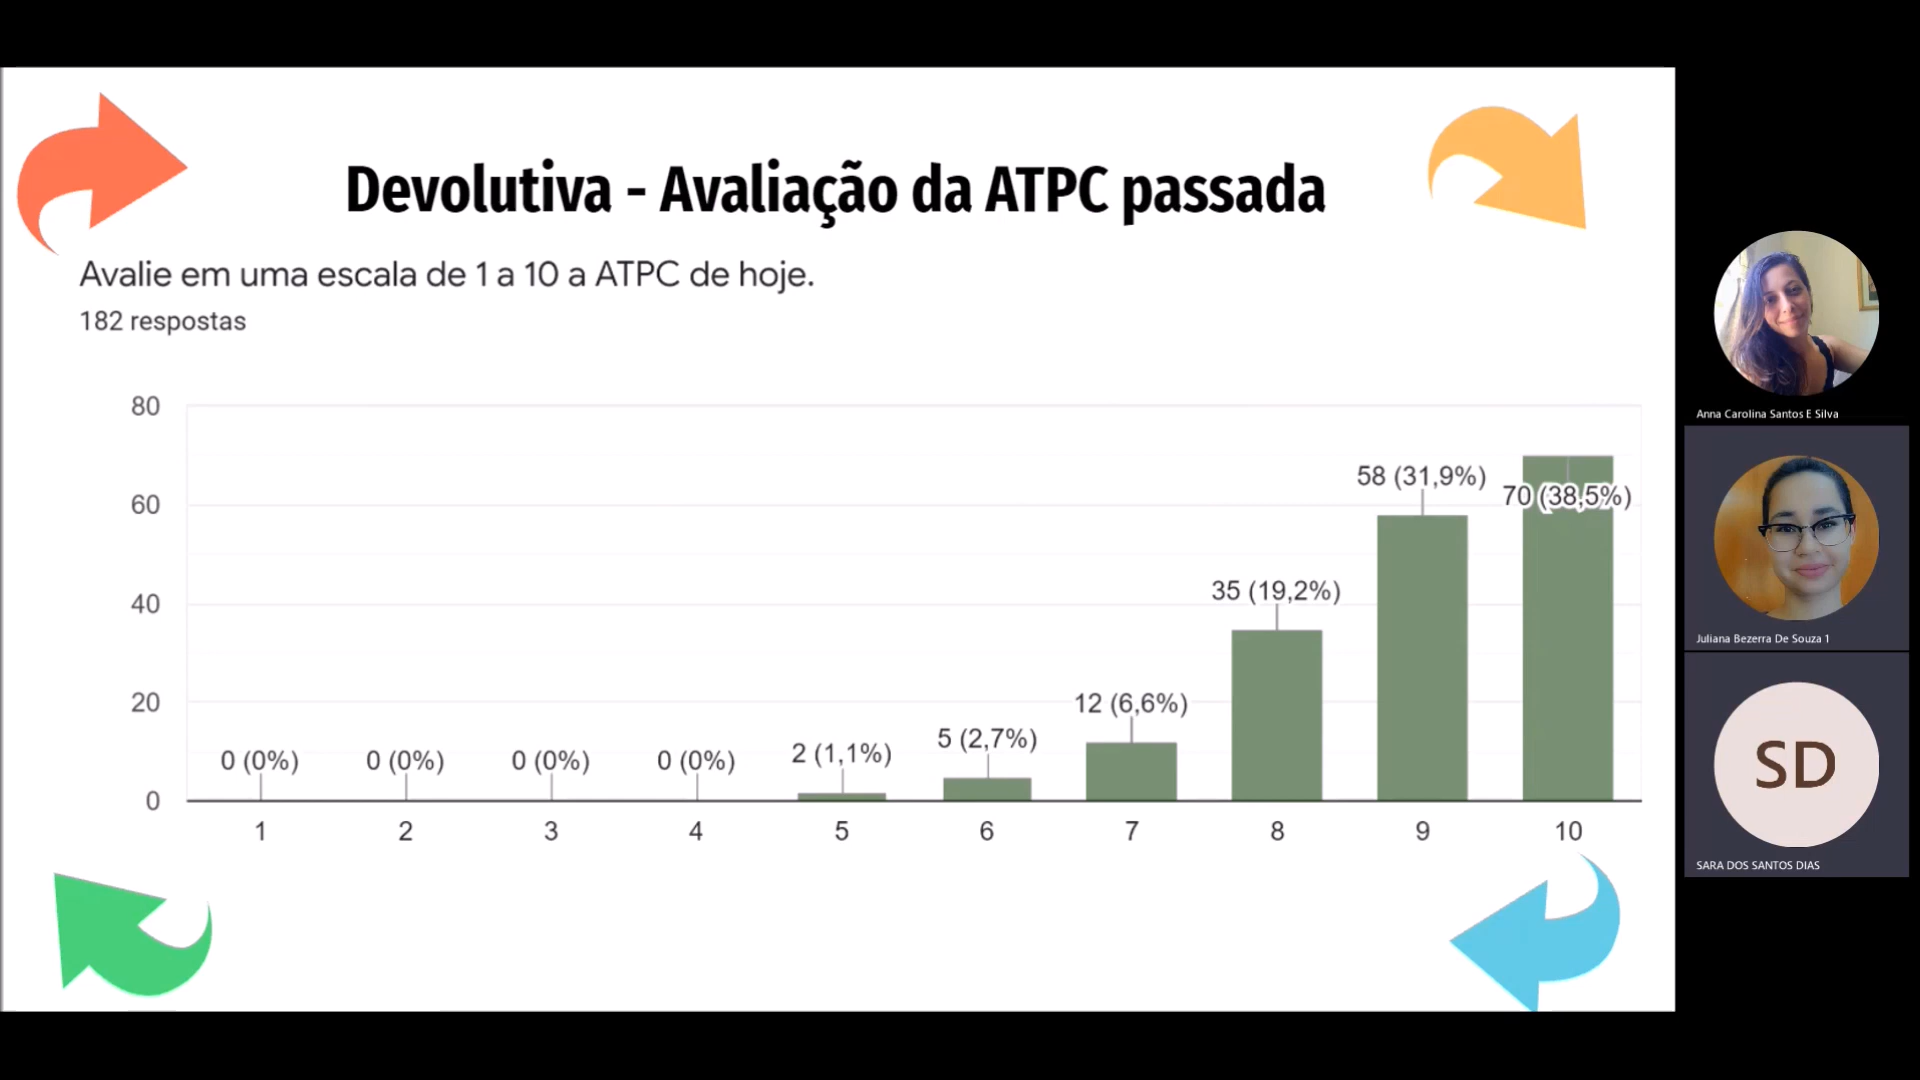 Devolutiva - Avaliação da ATPC passada
Avalie em uma escala de 1 a 10 a ATPC de hoje.
182 respostas
80
60
40
20
0
0 (0%)
0 (0%)
0 (0%)
0 (0%)
2 (1,1%)
5 (2,7%)
12 (6,6%)
35 (19,2%)
58 (31,9%)
70 (38,5%)
1 2 3 4 5 6 7 8 9 10
Anna Carolina Santos E Silva
Juliana Bezerra De Souza 1
SD
SARA DOS SANTOS DIAS